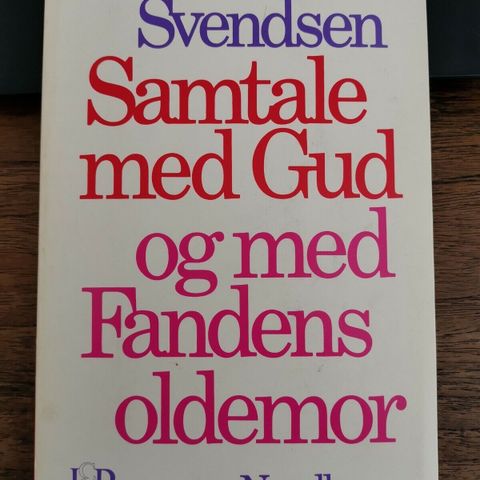 Svendsen
Samtale
med Gud
og med
Fandens
oldemor